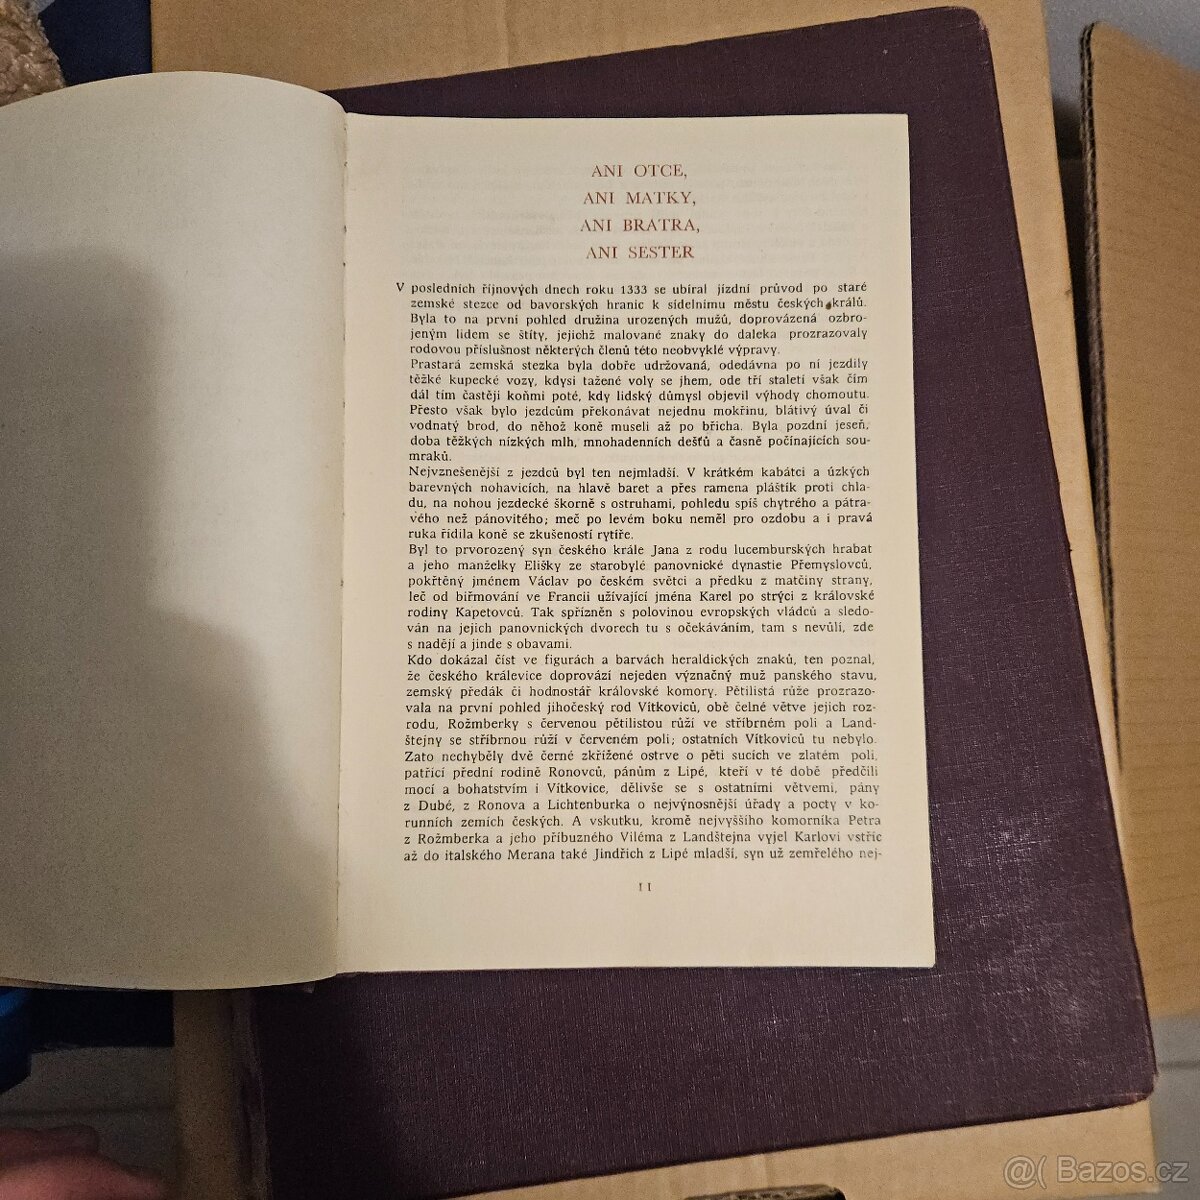 ANI OTCE,
ANI MATKY,
ANI BRATRA,
ANI SESTER
V posledních říjnových dnech roku 1333 se ubíral jízdní průvod po staré
zemské stezce od bavorských hranic k sídelnímu městu českých králů.
Byla to na první pohled družina urozených mužů, doprovázená ozbro-
jeným lidem se štíty, jejichž malované znaky do daleka prozrazovaly
rodovou příslušnost některých členů této neobvyklé výpravy.
Prastará zemská stezka byla dobře udržovaná, odedávna po ní jezdily
těžké kupecké vozy, kdysi tažené voly se jhem, ode tří staletí však čím
dál tím častěji koňmi poté, kdy lidský důmysl objevil výhody chomoutu.
Přesto však bylo jezdcům překonávat nejednu mokřinu, blátivý úval či
vodnatý brod, do něhož koně museli až po břicha. Byla pozdní jeseň,
doba těžkých nízkých mlh, mnohadenních dešťů a časně počínajících sou-
mraků.
Nejvznešenější z jezdců byl ten nejmladší. V krátkém kabátci a úzkých
barevných nohavicích, na hlavě baret a přes ramena pláštík proti chla-
du, na nohou jezdecké škorně s ostruhami, pohledu spíš chytrého a pátra-
vého než pánovitého; meč po levém boku neměl pro ozdobu a i pravá
ruka řídila koně se zkušeností rytíře.
Byl to prvorozený syn českého krále Jana z rodu lucemburských hrabat
a jeho manželky Elišky ze starobylé panovnické dynastie Přemyslovců,
pokřtěný jménem Václav po českém světci a předku z matčiny strany,
leč od biřmování ve Francii užívající jména Karel po strýci z královské
rodiny Kapetovců. Tak spřízněn s polovinou evropských vládců a sledo-
ván na jejich panovnických dvorech tu s očekáváním, tam s nevůlí, zde
s nadějí a jinde s obavami.
Kdo dokázal číst ve figurách a barvách heraldických znaků, ten poznal,
že českého králevice doprovází nejeden význačný muž panského stavu,
zemský předák či hodnostář královské komory. Pětilistá růže prozrazo-
vala na první pohled jihočeský rod Vítkoviců, obě čelné větve jejich roz-
rodu, Rožmberky s červenou pětilistou růží ve stříbrném poli a Land-
štejny se stříbrnou růží v červeném poli; ostatních Vítkoviců tu nebylo.
Zato nechyběly dvě černé zkřížené ostrve o pěti sucích ve zlatém poli,
patřící přední rodině Ronovců, pánům z Lipé, kteří v té době předčili
mocí a bohatstvím i Vítkovice, dělivše se s ostatními větvemi, pány
z Dubé, z Ronova a Lichtenburka o nejvýnosnější úřady a pocty v ko-
runních zemích českých. A vskutku, kromě nejvyššího komorníka Petra
z Rožmberka a jeho příbuzného Viléma z Landštejna vyjel Karlovi vstříc
až do italského Merana také Jindřich z Lipé mladší, syn už zemřelého nej-
11
@( Bazos.cz